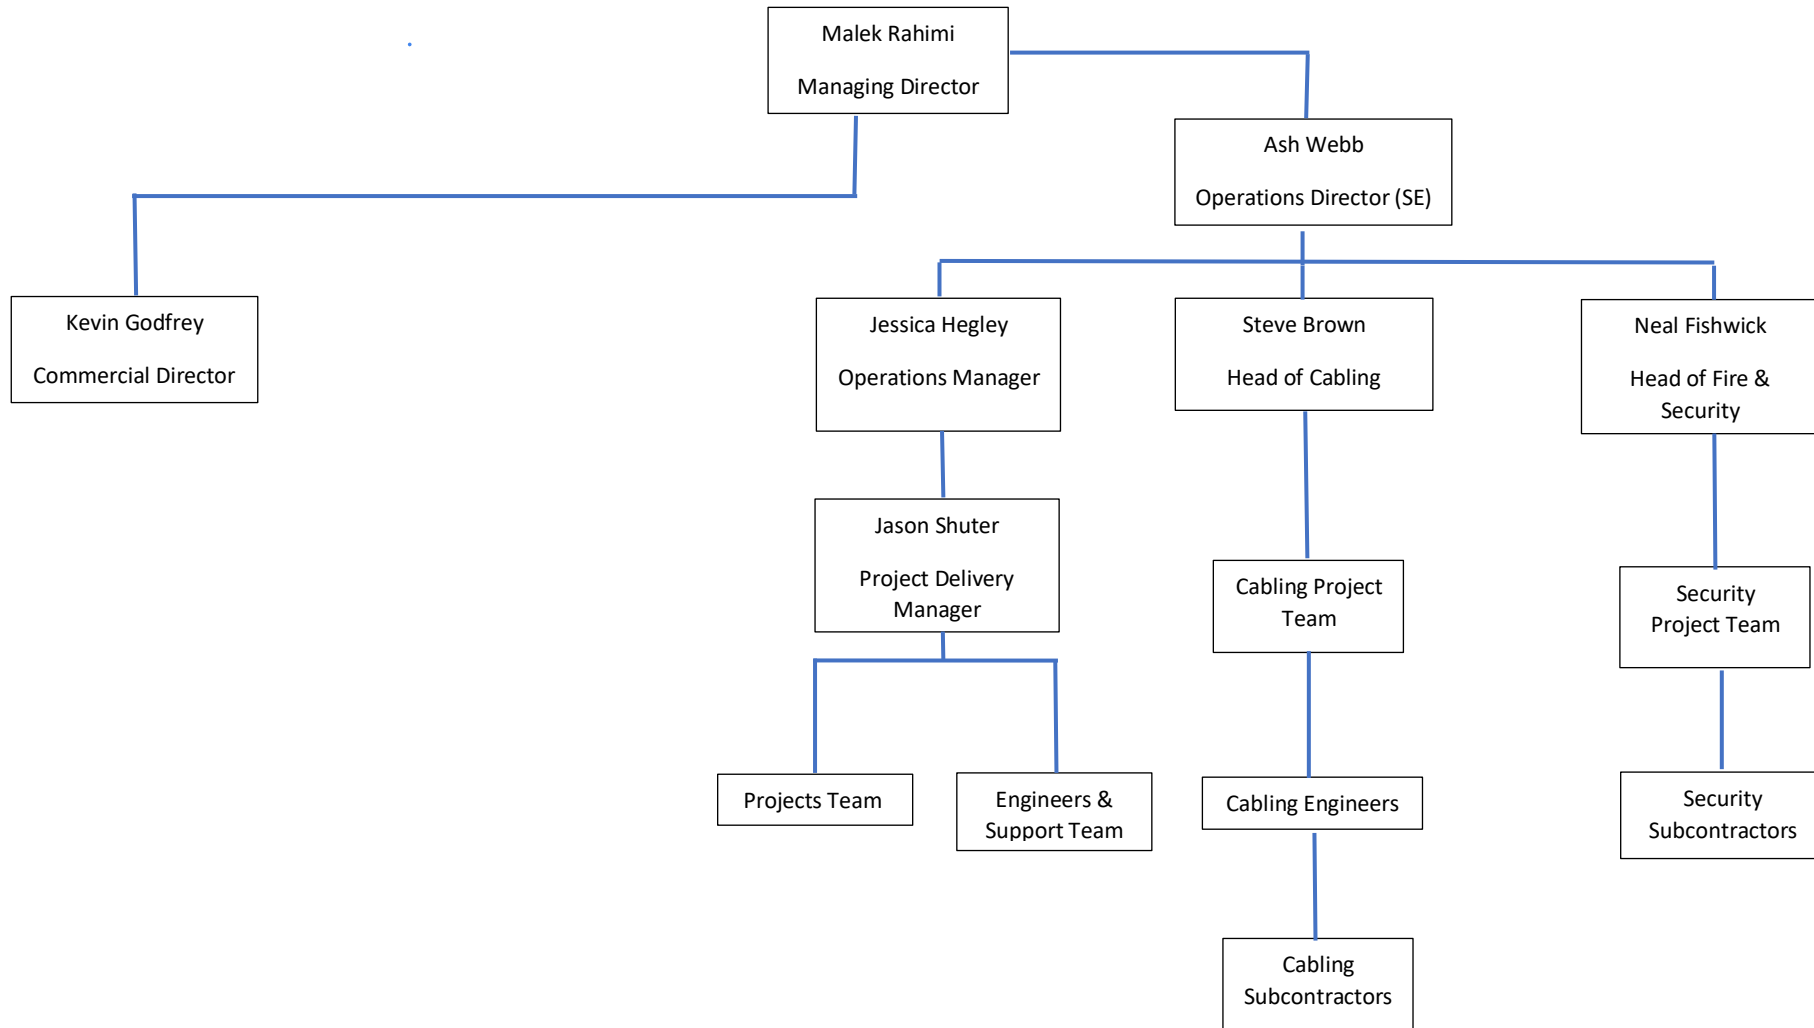 Malek Rahimi
Managing Director
Ash Webb
Operations Director (SE)
Kevin Godfrey
Commercial Director
Jessica Hegley
Operations Manager
Steve Brown
Head of Cabling
Neal Fishwick
Head of Fire &
Security
Jason Shuter
Project Delivery
Manager
Cabling Project
Team
Security
Project Team
Projects Team
Engineers &
Support Team
Cabling Engineers
Security
Subcontractors
Cabling
Subcontractors